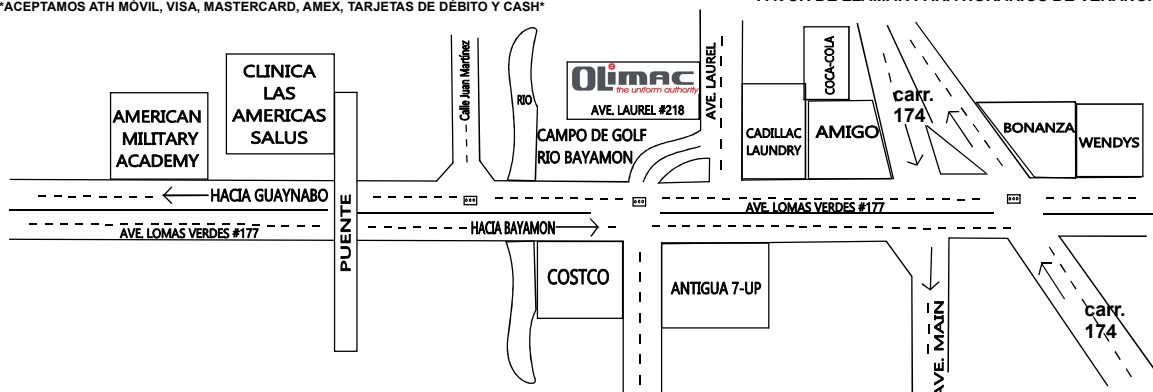 *ACEPTAMOS ATH MÓVIL, VISA, MASTERCARD, AMEX, TARJETAS DE DÉBITO Y CASH*
CLINICA
LAS
AMERICAS
SALUS
AMERICAN
MILITARY
ACADEMY
PUENTE
Calle Juan Martínez
RIO
OLimac
the uniform authority
AVE. LAUREL #218
CAMPO DE GOLF
RIO BAYAMON
AVE. LAUREL
COCA-COLA
CADILLAC
LAUNDRY
AMIGO
carr.
174
BONANZA
WENDYS
HACIA GUAYNABO
AVE. LOMAS VERDES #177
AVE. LOMAS VERDES #177
HACIA BAYAMON
COSTCO
ANTIGUA 7-UP
AVE. MAIN
carr.
174